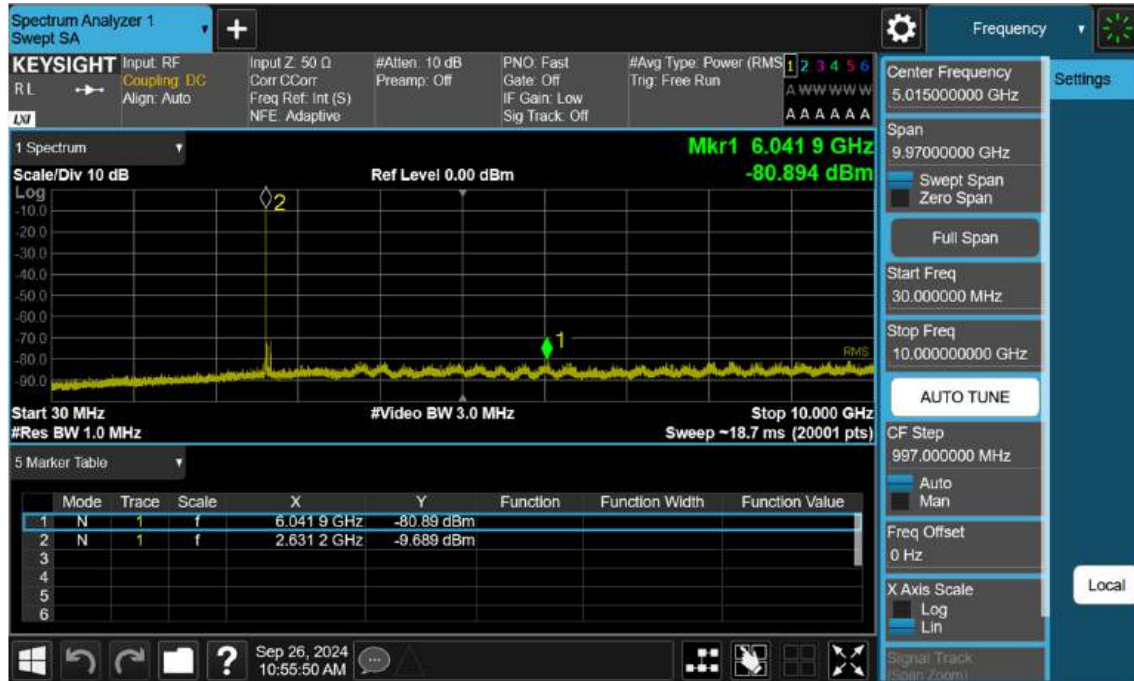 Spectrum Analyzer 1
Swept SA
+
Frequency
KEYSIGHT
RL
LXI
Input: RF
Coupling: DC
Align: Auto
Input Z: 50 Ω
Corr CCorr
Freq Ref: Int (S)
NFE: Adaptive
#Atten: 10 dB
Preamp: Off
PNO: Fast
Gate: Off
IF Gain: Low
Sig Track: Off
#Avg Type: Power (RMS
Trig: Free Run
1 2 3 4 5 6
A W W W W W
A A A A A A
1 Spectrum
Mkr1 6.041 9 GHz
-80.894 dBm
Scale/Div 10 dB
Ref Level 0.00 dBm
Log
-10.0
-20.0
-30.0
-40.0
-50.0
-60.0
-70.0
-80.0
-90.0
2
1
RMS
Start 30 MHz
#Video BW 3.0 MHz
Stop 10.000 GHz
#Res BW 1.0 MHz
Sweep ~18.7 ms (20001 pts)
5 Marker Table
Mode Trace Scale X Y Function Function Width Function Value
1 N 1 f 6.041 9 GHz -80.89 dBm
2 N 1 f 2.631 2 GHz -9.689 dBm
3
4
5
6
?
Sep 26, 2024
10:55:50 AM
Center Frequency
5.015000000 GHz
Span
9.97000000 GHz
Swept Span
Zero Span
Full Span
Start Freq
30.000000 MHz
Stop Freq
10.000000000 GHz
AUTO TUNE
CF Step
997.000000 MHz
Auto
Man
Freq Offset
0 Hz
X Axis Scale
Log
Lin
Signal Track
(Span Zoom)
Settings
Local